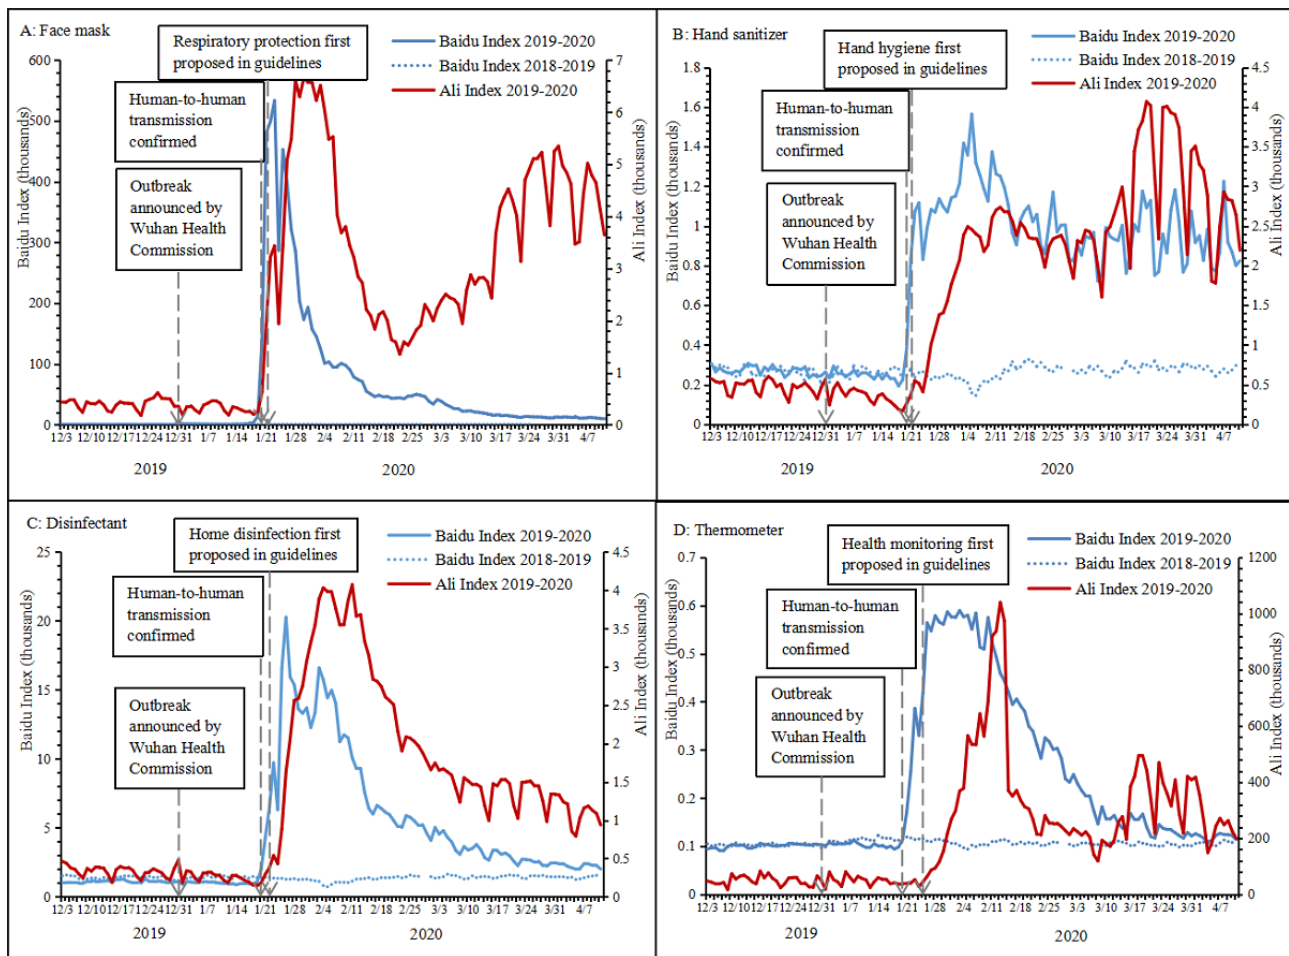 A: Face mask
Respiratory protection first
proposed in guidelines
Baidu Index 2019-2020
Baidu Index 2018-2019
Ali Index 2019-2020
Human-to-human
transmission
confirmed
Outbreak
announced by
Wuhan Health
Commission
Baidu Index (thousands)
600
500
400
300
200
100
0
Ali Index (thousands)
7
6
5
4
3
2
1
0
12/3 12/10 12/17 12/24 12/31 1/7 1/14 1/21 1/28 2/4 2/11 2/18 2/25 3/3 3/10 3/17 3/24 3/31 4/7
2019 2020
B: Hand sanitizer
Hand hygiene first
proposed in guidelines
Baidu Index 2019-2020
Baidu Index 2018-2019
Ali Index 2019-2020
Human-to-human
transmission
confirmed
Outbreak
announced by
Wuhan Health
Commission
Baidu Index (thousands)
1.8
1.6
1.4
1.2
1
0.8
0.6
0.4
0.2
0
Ali Index (thousands)
4.5
4
3.5
3
2.5
2
1.5
1
0.5
0
12/3 12/10 12/17 12/24 12/31 1/7 1/14 1/21 1/28 1/4 2/11 2/18 2/25 3/3 3/10 3/17 3/24 3/31 4/7
2019 2020
C: Disinfectant
Home disinfection first
proposed in guidelines
Baidu Index 2019-2020
Baidu Index 2018-2019
Ali Index 2019-2020
Human-to-human
transmission
confirmed
Outbreak
announced by
Wuhan Health
Commission
Baidu Index (thousands)
25
20
15
10
5
0
Ali Index (thousands)
4.5
4
3.5
3
2.5
2
1.5
1
0.5
0
12/3 12/10 12/17 12/24 12/31 1/7 1/14 1/21 1/28 2/4 2/11 2/18 2/25 3/3 3/10 3/17 3/24 3/31 4/7
2019 2020
D: Thermometer
Health monitoring first
proposed in guidelines
Baidu Index 2019-2020
Baidu Index 2018-2019
Ali Index 2019-2020
Human-to-human
transmission
confirmed
Outbreak
announced by
Wuhan Health
Commission
Baidu Index (thousands)
0.7
0.6
0.5
0.4
0.3
0.2
0.1
0
Ali Index (thousands)
1200
1000
800
600
400
200
0
12/3 12/10 12/17 12/24 12/31 1/7 1/14 1/21 1/28 2/4 2/11 2/18 2/25 3/3 3/10 3/17 3/24 3/31 4/7
2019 2020